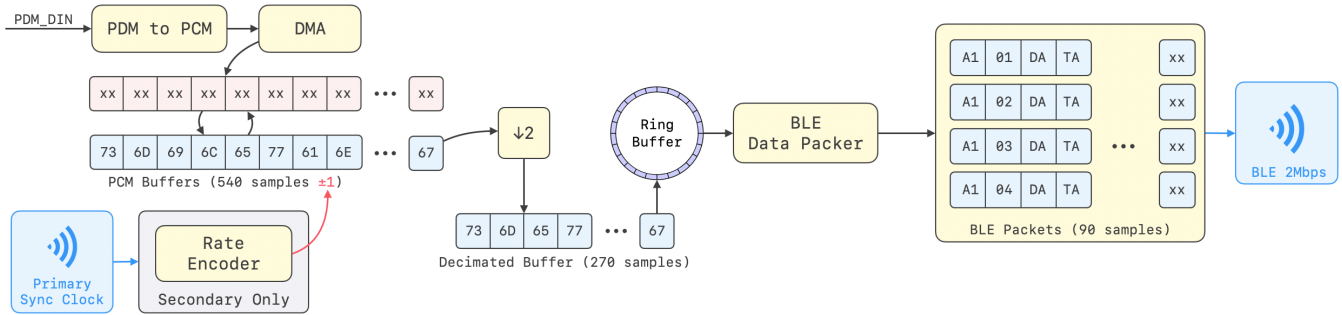 PDM_DIN
PDM to PCM
DMA
xx xx xx xx xx xx xx xx ••• xx
73 6D 69 6C 65 77 61 6E ••• 67
PCM Buffers (540 samples ±1)
Primary
Sync Clock
Rate
Encoder
Secondary Only
↓2
73 6D 65 77 ••• 67
Decimated Buffer (270 samples)
Ring
Buffer
BLE
Data Packer
A1 01 DA TA xx
A1 02 DA TA xx
A1 03 DA TA ••• xx
A1 04 DA TA xx
BLE Packets (90 samples)
BLE 2Mbps